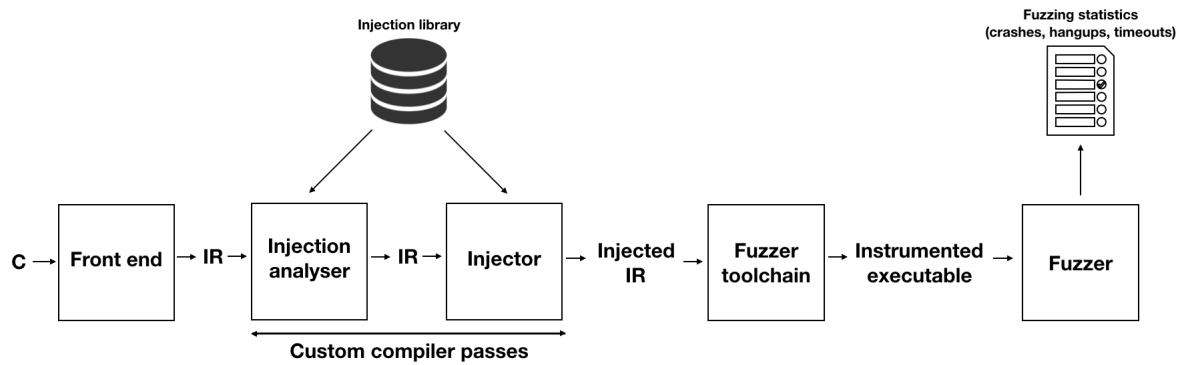 Injection library
Fuzzing statistics
(crashes, hangups, timeouts)
C
Front end
IR
Injection
analyser
IR
Injector
Injected
IR
Fuzzer
toolchain
Instrumented
executable
Fuzzer
Custom compiler passes